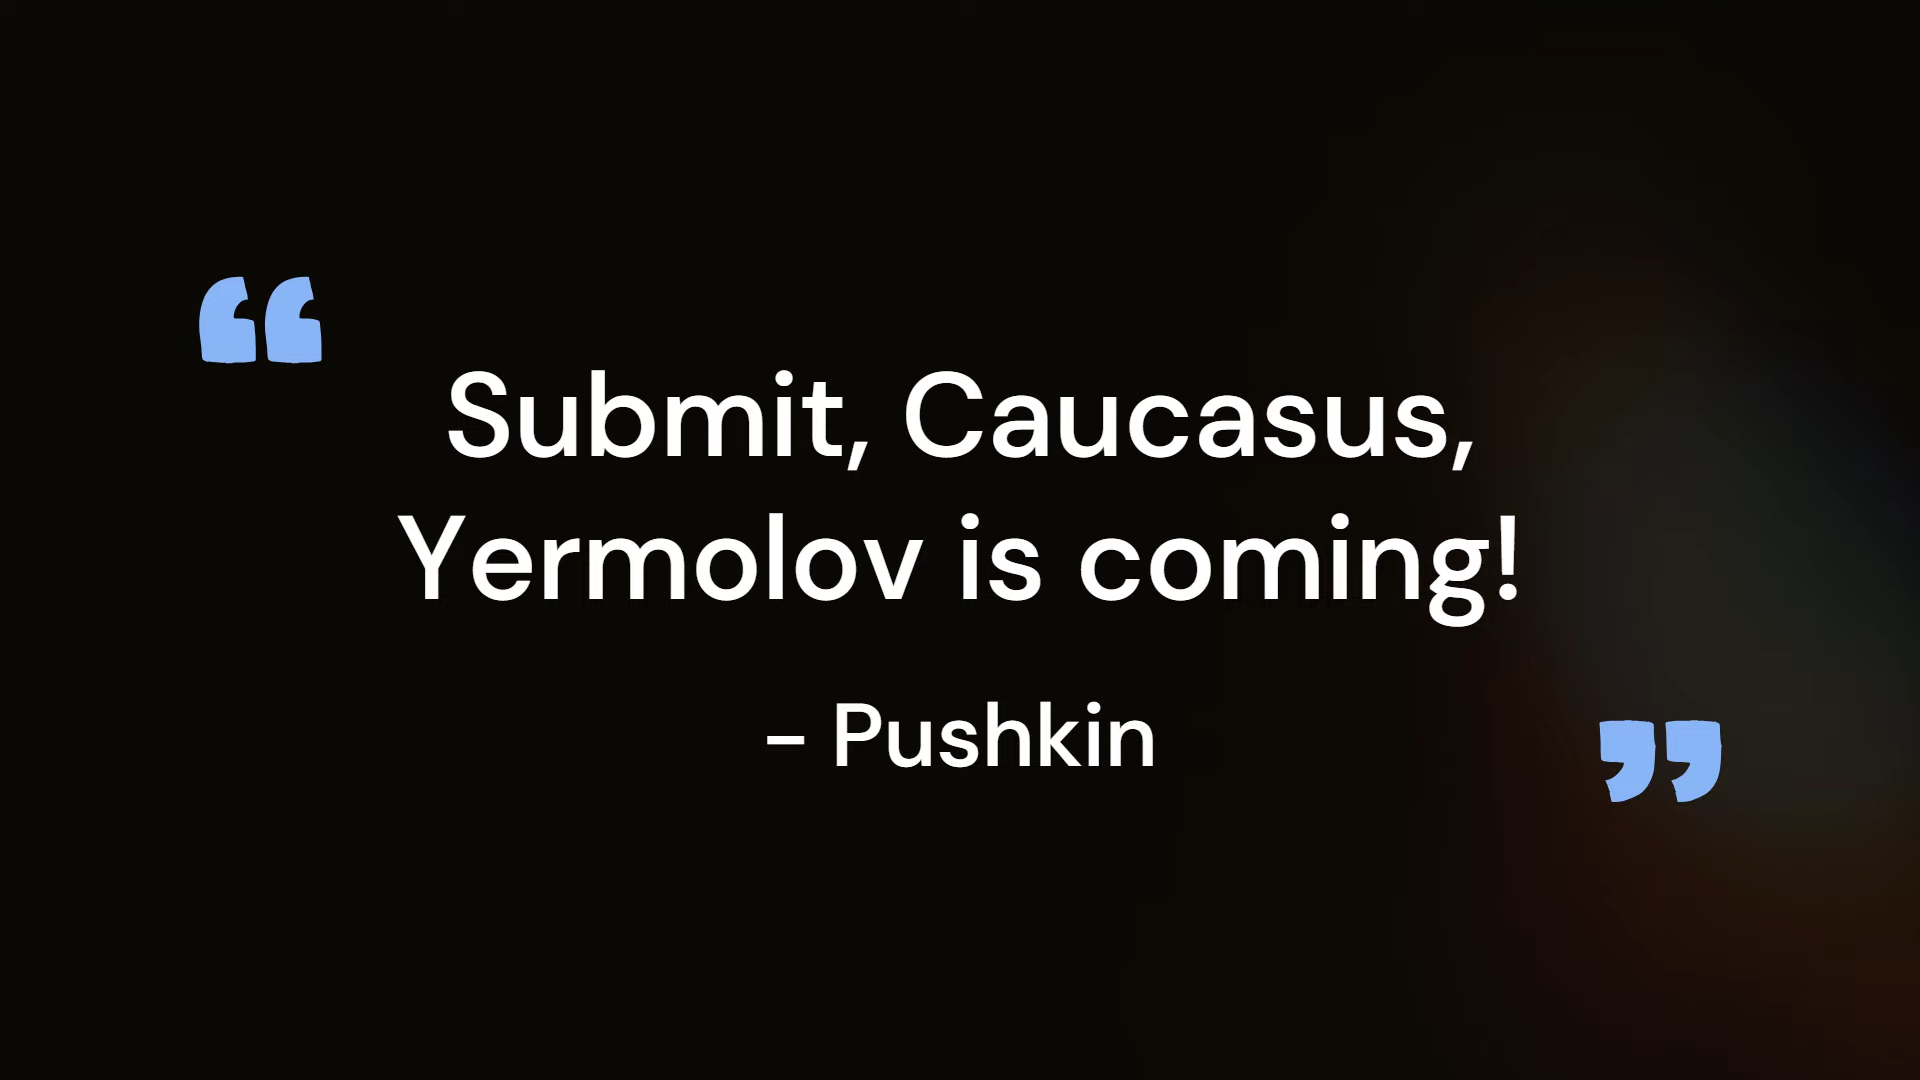 “
Submit, Caucasus,
Yermolov is coming!
- Pushkin
”